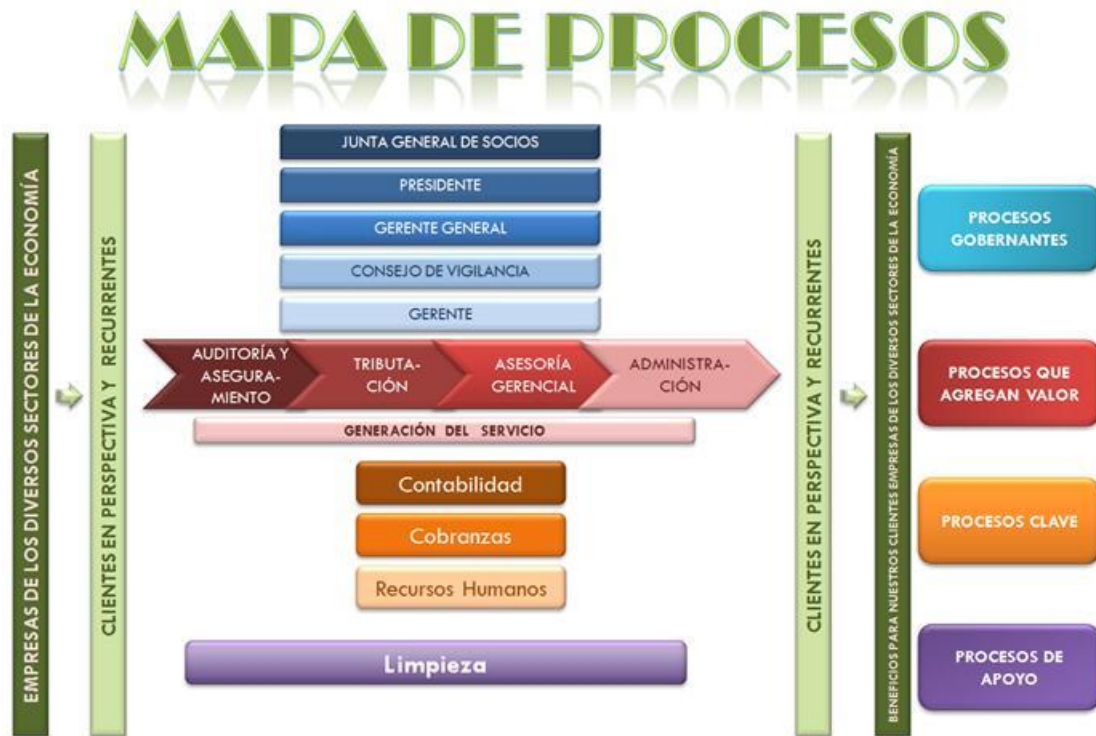 MAPA DE PROCESOS
EMPRESAS DE LOS DIVERSOS SECTORES DE LA ECONOMÍA
CLIENTES EN PERSPECTIVA Y RECURRENTES
JUNTA GENERAL DE SOCIOS
PRESIDENTE
GERENTE GENERAL
CONSEJO DE VIGILANCIA
GERENTE
AUDITORÍA Y
ASEGURA-
MIENTO
TRIBUTA-
CIÓN
ASESORÍA
GERENCIAL
ADMINISTRA-
CIÓN
GENERACIÓN DEL SERVICIO
Contabilidad
Cobranzas
Recursos Humanos
Limpieza
CLIENTES EN PERSPECTIVA Y RECURRENTES
BENEFICIOS PARA NUESTROS CLIENTES EMPRESAS DE LOS DIVERSOS SECTORES DE LA ECONOMÍA
PROCESOS
GOBERNANTES
PROCESOS QUE
AGREGAN VALOR
PROCESOS CLAVE
PROCESOS DE
APOYO